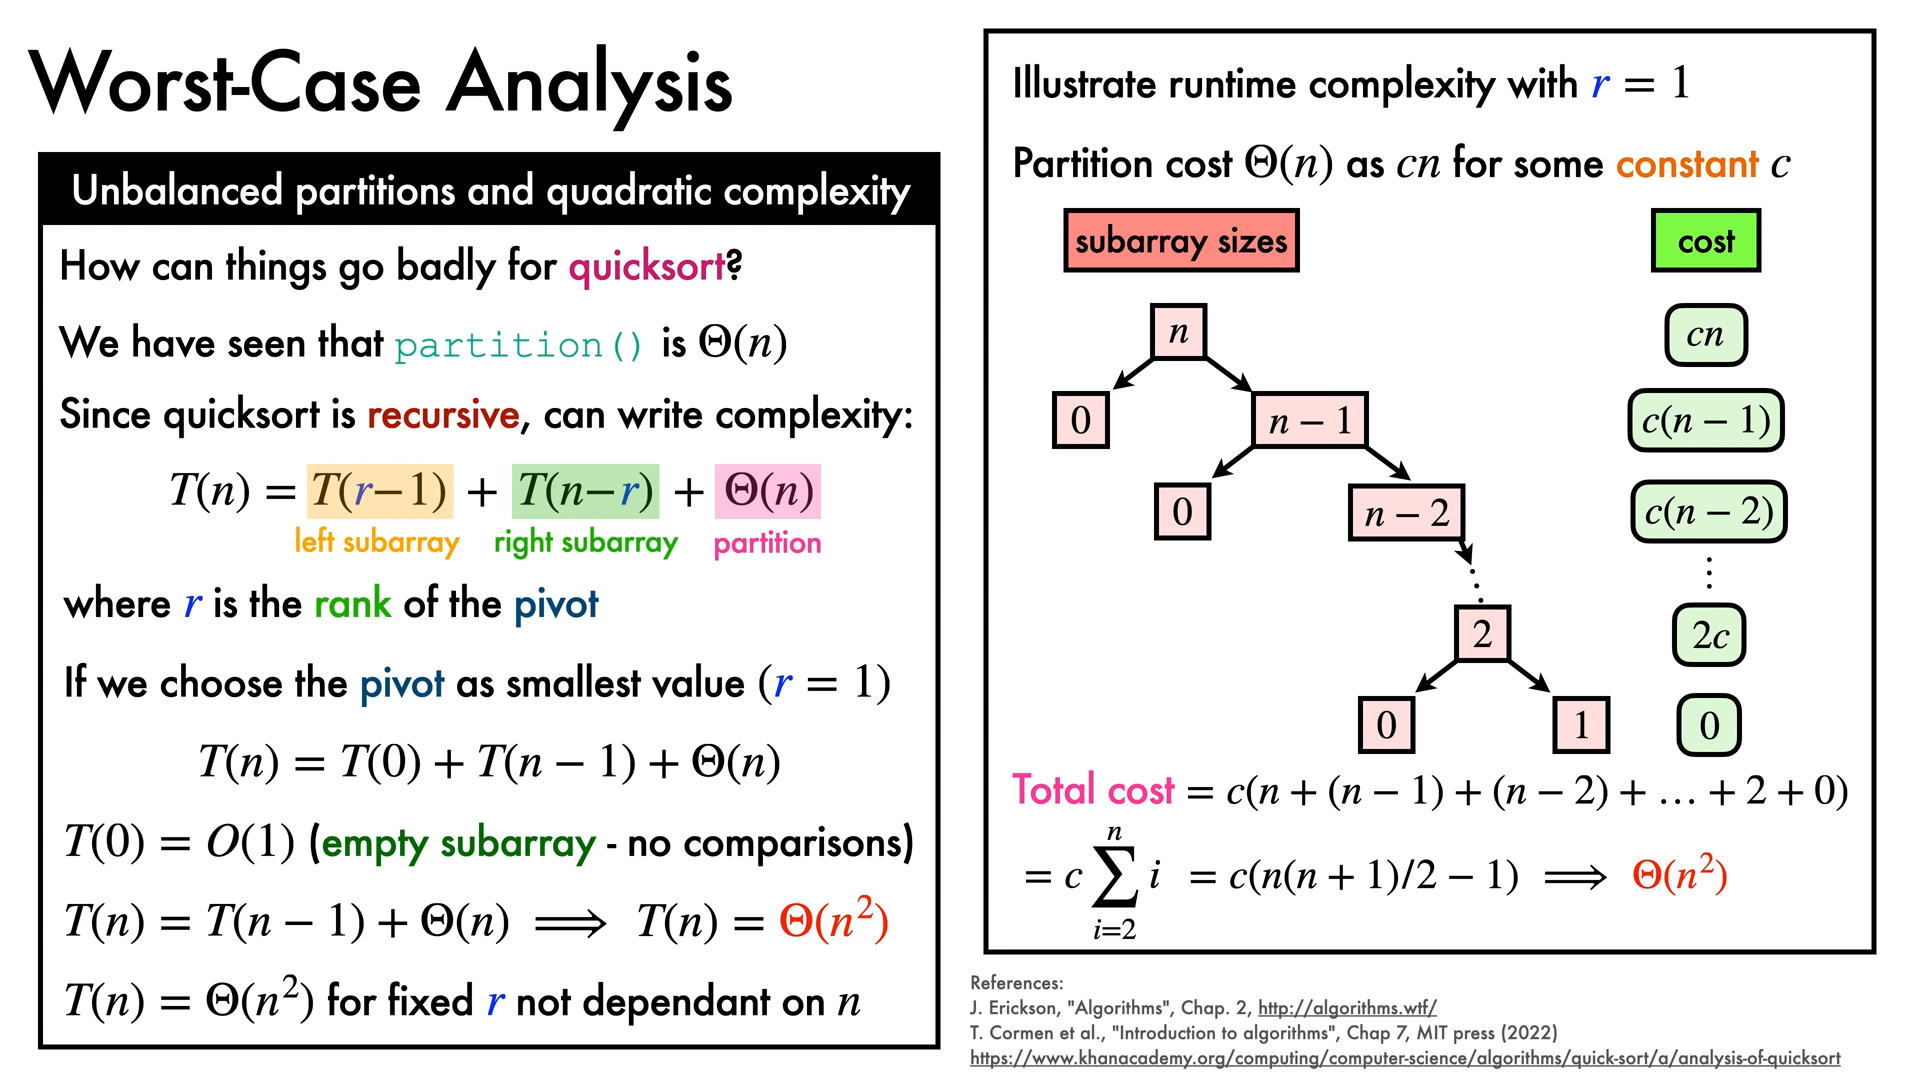 Worst-Case Analysis
Unbalanced partitions and quadratic complexity
How can things go badly for quicksort?
We have seen that partition() is Θ(n)
Since quicksort is recursive, can write complexity:
T(n) = T(r−1) + T(n−r) + Θ(n)
left subarray right subarray partition
where r is the rank of the pivot
If we choose the pivot as smallest value (r = 1)
T(n) = T(0) + T(n − 1) + Θ(n)
T(0) = O(1) (empty subarray - no comparisons)
T(n) = T(n − 1) + Θ(n) ⟹ T(n) = Θ(n²)
T(n) = Θ(n²) for fixed r not dependant on n
Illustrate runtime complexity with r = 1
Partition cost Θ(n) as cn for some constant c
subarray sizes cost
n cn
0 n − 1 c(n − 1)
0 n − 2 c(n − 2)
⋮
2 2c
0 1 0
Total cost = c(n + (n − 1) + (n − 2) + … + 2 + 0)
= c ∑_{i=2}^{n} i = c(n(n + 1)/2 − 1) ⟹ Θ(n²)
References:
J. Erickson, "Algorithms", Chap. 2, http://algorithms.wtf/
T. Cormen et al., "Introduction to algorithms", Chap 7, MIT press (2022)
https://www.khanacademy.org/computing/computer-science/algorithms/quick-sort/a/analysis-of-quicksort